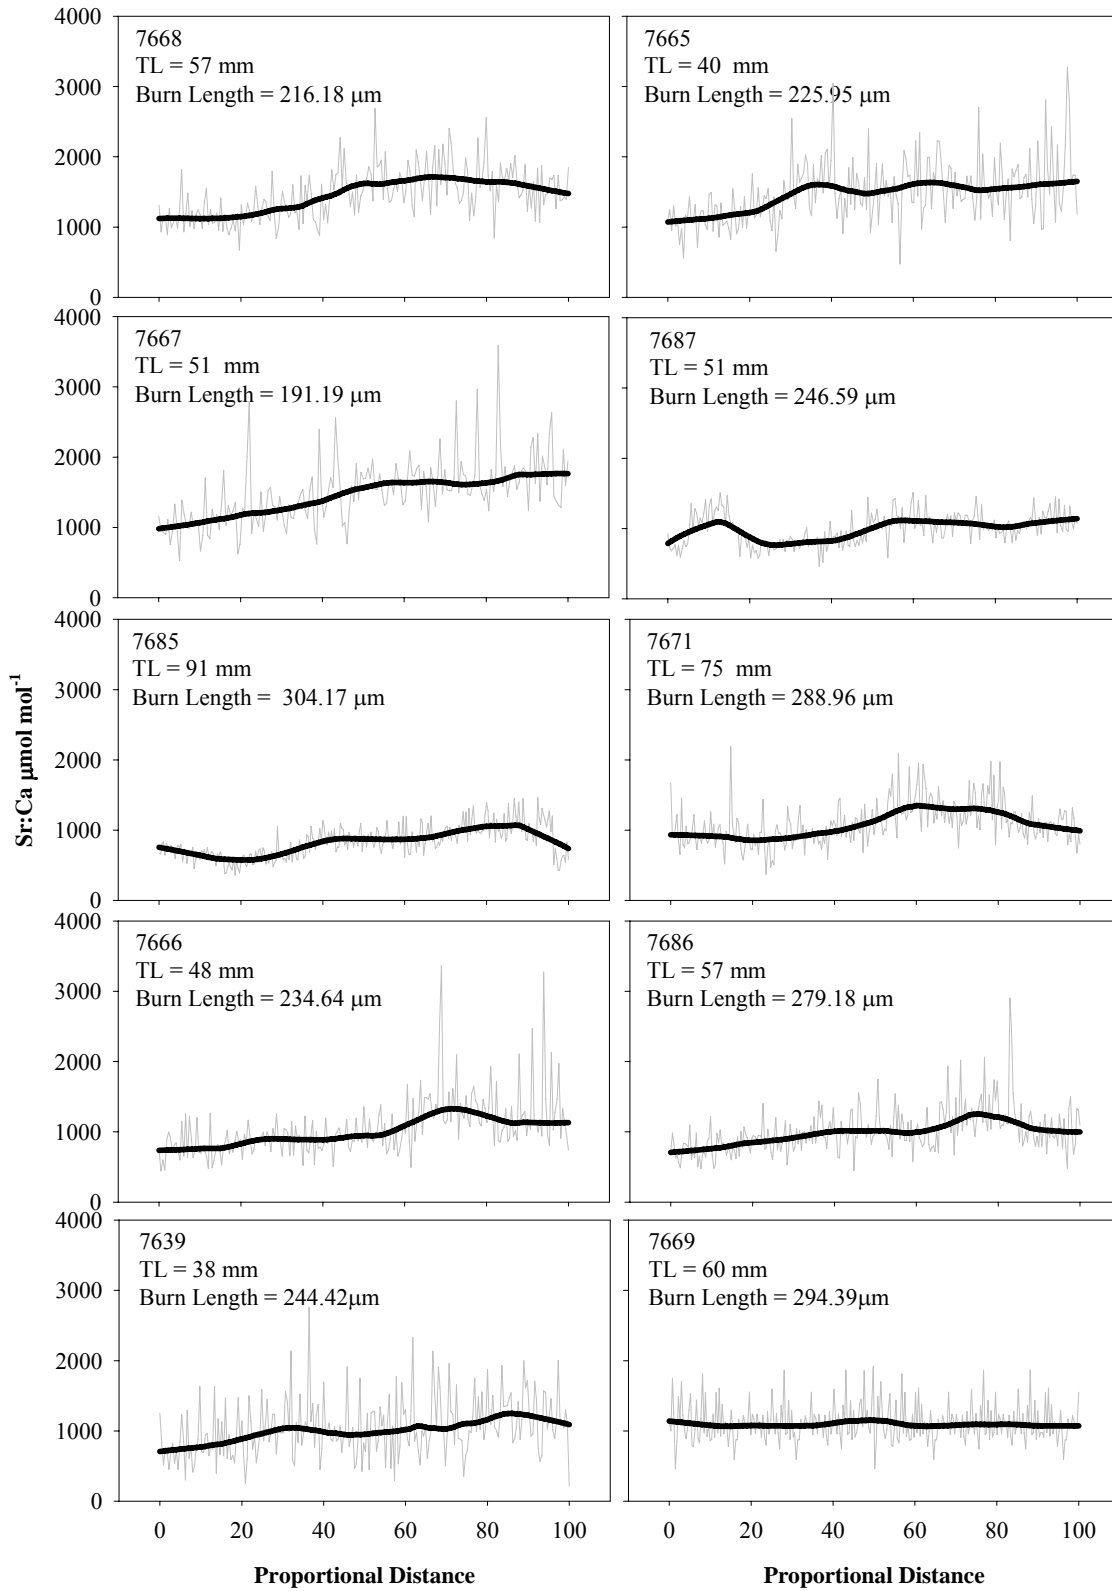 4000
3000
2000
1000
0
7668
TL = 57 mm
Burn Length = 216.18 μm
7665
TL = 40 mm
Burn Length = 225.95 μm
4000
3000
2000
1000
0
7667
TL = 51 mm
Burn Length = 191.19 μm
7687
TL = 51 mm
Burn Length = 246.59 μm
Sr:Ca μmol mol⁻¹
4000
3000
2000
1000
0
7685
TL = 91 mm
Burn Length = 304.17 μm
7671
TL = 75 mm
Burn Length = 288.96 μm
4000
3000
2000
1000
0
7666
TL = 48 mm
Burn Length = 234.64 μm
7686
TL = 57 mm
Burn Length = 279.18 μm
4000
3000
2000
1000
0
7639
TL = 38 mm
Burn Length = 244.42μm
7669
TL = 60 mm
Burn Length = 294.39μm
0 20 40 60 80 100
0 20 40 60 80 100
Proportional Distance
Proportional Distance